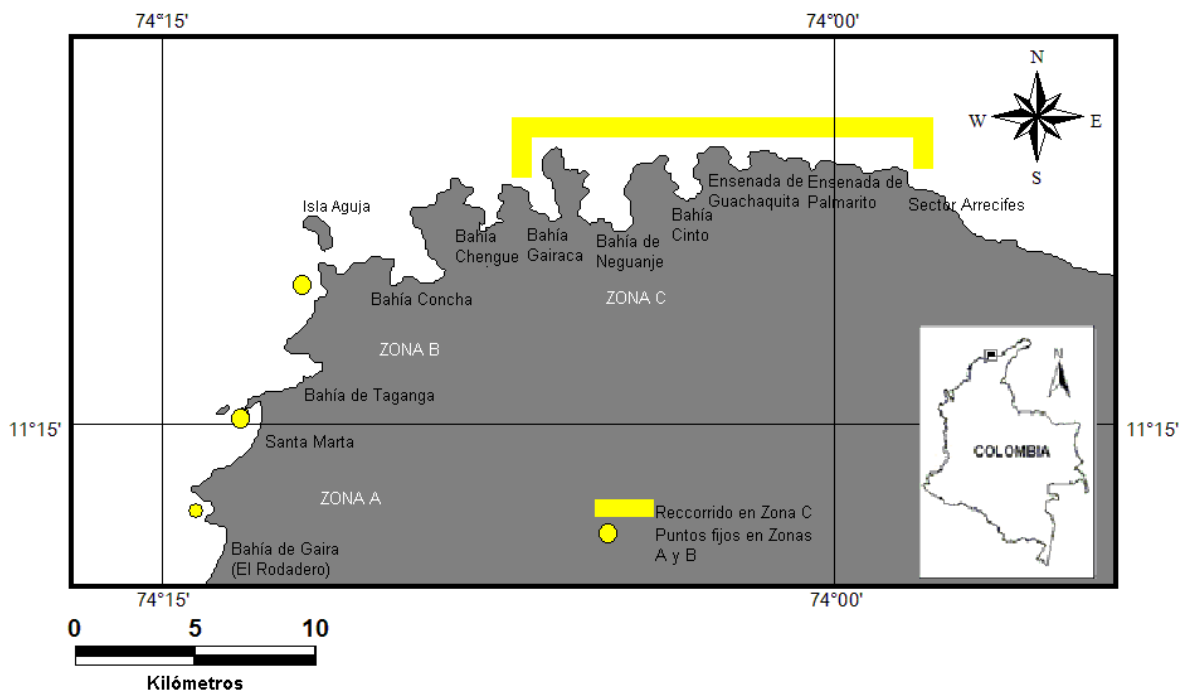 74°15'
74°00'
N
W
E
S
Isla Aguja
Ensenada de
Guachaquita
Ensenada de
Palmarito
Sector Arrecifes
Bahía
Chengue
Bahía
Gairaca
Bahía de
Neguanje
Bahía
Cinto
Bahía Concha
ZONA C
ZONA B
Bahía de Taganga
11°15'
11°15'
Santa Marta
ZONA A
Bahía de Gaira
(El Rodadero)
Reccorrido en Zona C
Puntos fijos en Zonas
A y B
N
COLOMBIA
74°15'
74°00'
0
5
10
Kilómetros